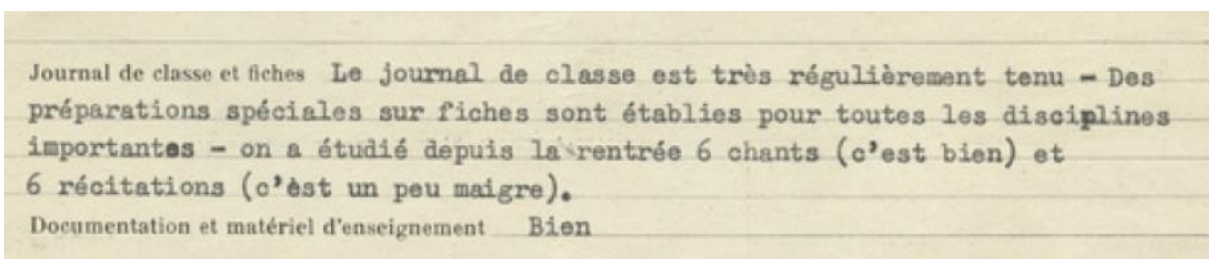 Journal de classe et fiches Le journal de classe est très régulièrement tenu - Des
préparations spéciales sur fiches sont établies pour toutes les disciplines
importantes - on a étudié depuis la rentrée 6 chants (c'est bien) et
6 récitations (c'èst un peu maigre).
Documentation et matériel d'enseignement Bien